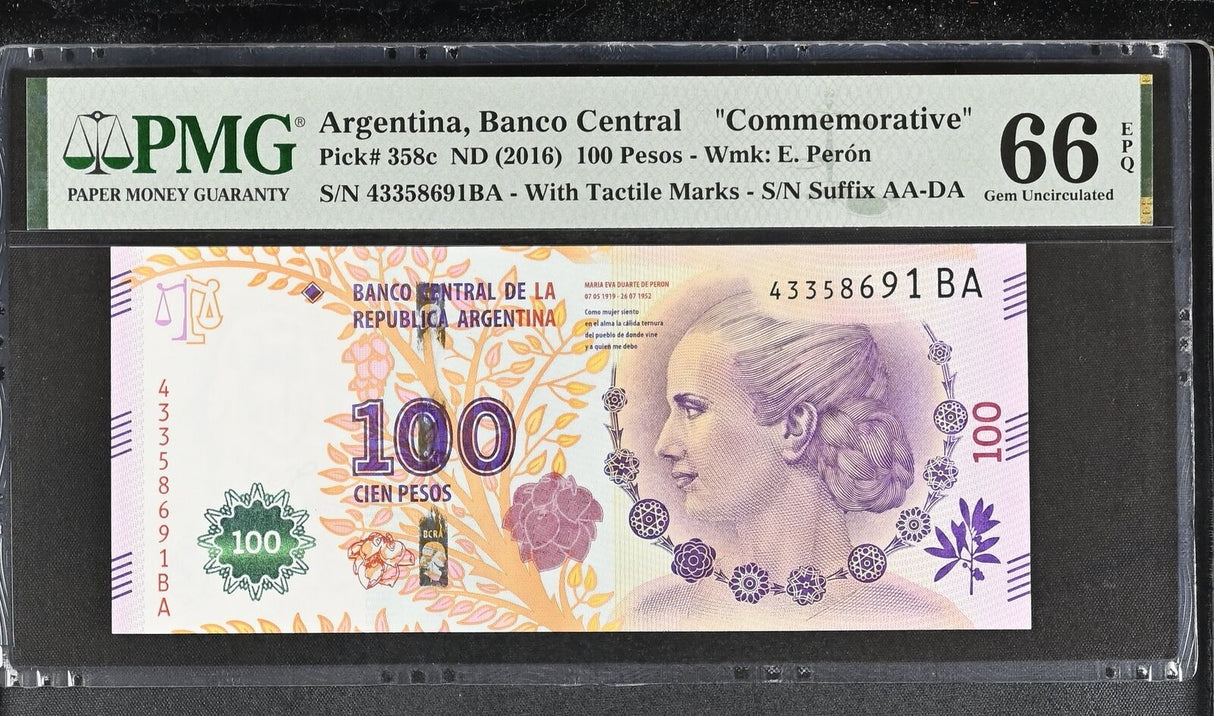 PMG®
PAPER MONEY GUARANTY
Argentina, Banco Central "Commemorative"
Pick# 358c ND (2016) 100 Pesos - Wmk: E. Perón
S/N 43358691BA - With Tactile Marks - S/N Suffix AA-DA
66
EPQ
Gem Uncirculated
BANCO CENTRAL DE LA
REPUBLICA ARGENTINA
MARIA EVA DUARTE DE PERON
07 05 1919 - 26 07 1952
Como mujer siento
en el alma la cálida ternura
del pueblo de donde vine
y a quien me debo
43358691 BA
43358691BA
100
CIEN PESOS
100
BCRA
100